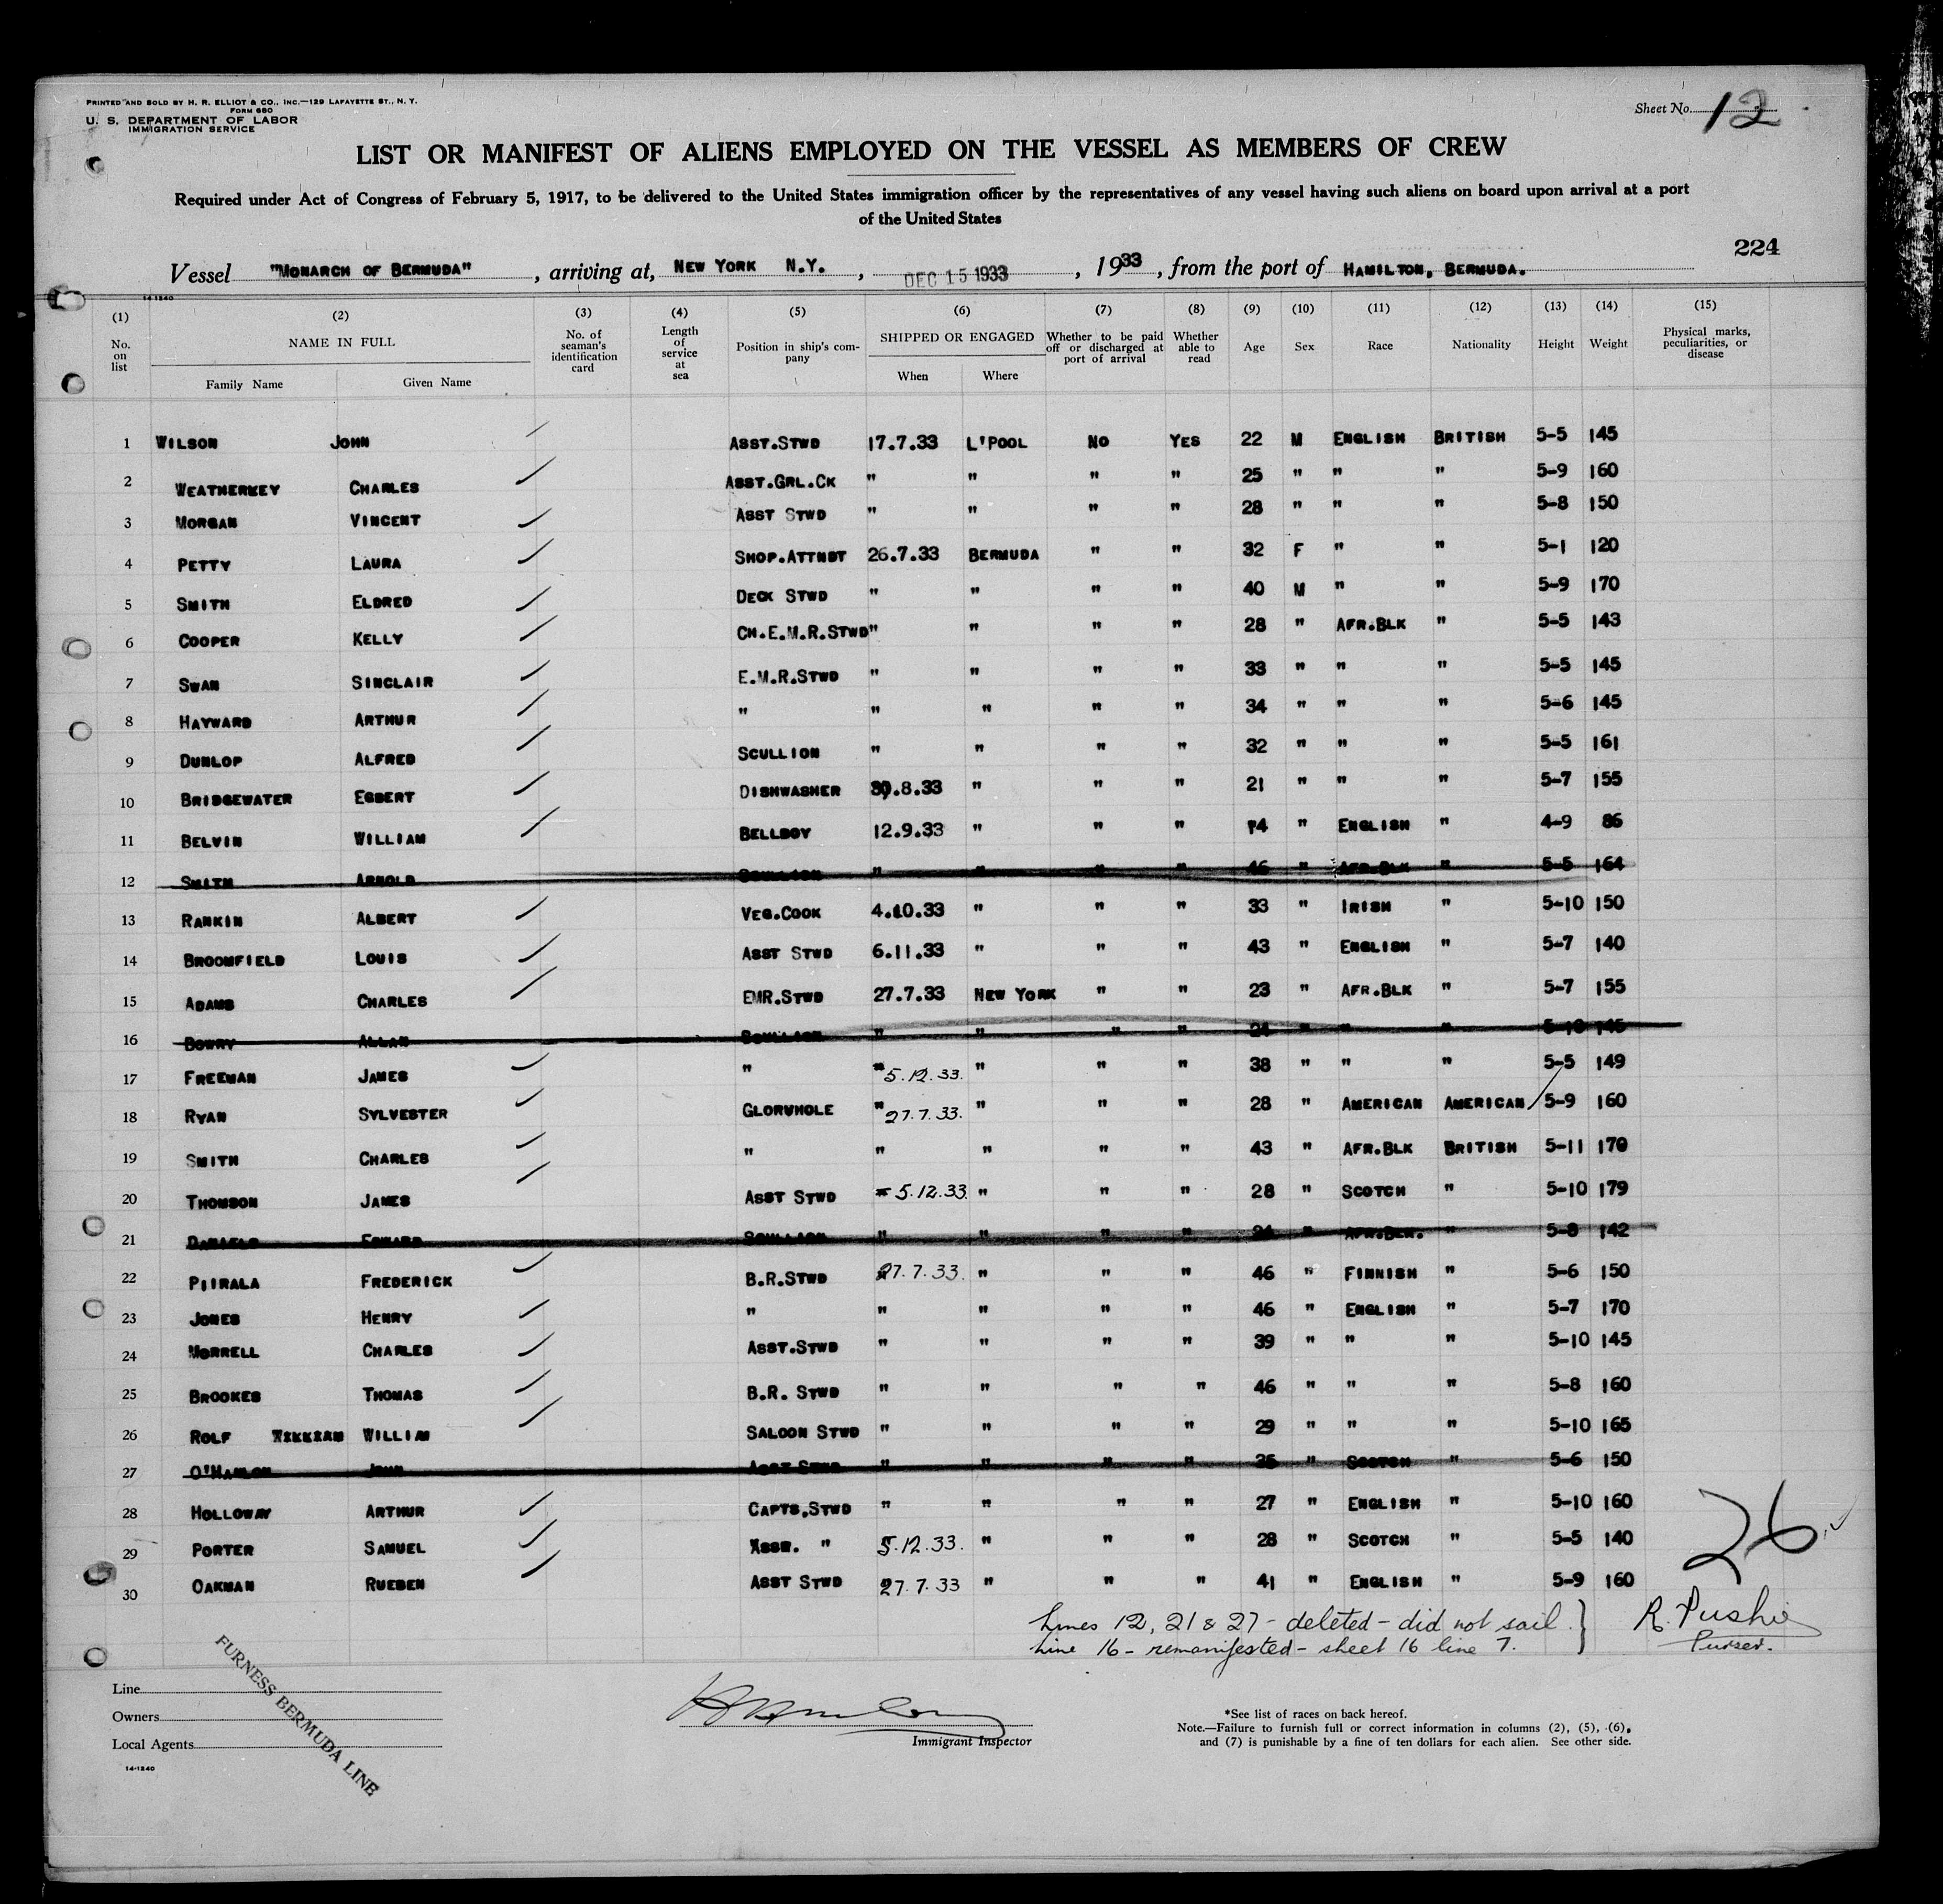 PRINTED AND SOLD BY H. R. ELLIOT & CO., INC.—129 LAFAYETTE ST., N. Y.
FORM 680
U. S. DEPARTMENT OF LABOR
IMMIGRATION SERVICE
Sheet No. 12
LIST OR MANIFEST OF ALIENS EMPLOYED ON THE VESSEL AS MEMBERS OF CREW
Required under Act of Congress of February 5, 1917, to be delivered to the United States immigration officer by the representatives of any vessel having such aliens on board upon arrival at a port
of the United States
224
Vessel "MONARCH OF BERMUDA", arriving at, NEW YORK N.Y., DEC 15 1933, 1933, from the port of HAMILTON, BERMUDA.
14-1240
(1) (2) (3) (4) (5) (6) (7) (8) (9) (10) (11) (12) (13) (14) (15)
No. on list NAME IN FULL Family Name Given Name No. of seaman's identification card Length of service at sea Position in ship's company SHIPPED OR ENGAGED When Where Whether to be paid off or discharged at port of arrival Whether able to read Age Sex Race Nationality Height Weight Physical marks, peculiarities, or disease
1 WILSON JOHN ASST.STWD 17.7.33 L'POOL NO YES 22 M ENGLISH BRITISH 5-5 145
2 WEATHERLEY CHARLES ASST.GRL.CK " " " " 25 " " " 5-9 160
3 MORGAN VINCENT ASST STWD " " " " 28 " " " 5-8 150
4 PETTY LAURA SHOP.ATTNDT 26.7.33 BERMUDA " " 32 F " " 5-1 120
5 SMITH ELDRED DECK STWD " " " " 40 M " " 5-9 170
6 COOPER KELLY CH.E.M.R.STWD " " " " 28 " AFR.BLK " 5-5 143
7 SWAN SINCLAIR E.M.R.STWD " " " " 33 " " " 5-5 145
8 HAYWARD ARTHUR " " " " " 34 " " " 5-6 145
9 DUNLOP ALFRED SCULLION " " " " 32 " " " 5-5 161
10 BRIDGEWATER EGBERT DISHWASHER 30.8.33 " " " 21 " " " 5-7 155
11 BELVIN WILLIAM BELLBOY 12.9.33 " " " 14 " ENGLISH " 4-9 86
12 SMITH ARNOLD SCULLION " " " " 46 " AFR.BLK " 5-5 164
13 RANKIN ALBERT VEG.COOK 4.10.33 " " " 33 " IRISH " 5-10 150
14 BROOMFIELD LOUIS ASST STWD 6.11.33 " " " 43 " ENGLISH " 5-7 140
15 ADAMS CHARLES EMR.STWD 27.7.33 NEW YORK " " 23 " AFR.BLK " 5-7 155
16 BOWRY ALLAN SCULLION " " " " 24 " " " 5-10 145
17 FREEMAN JAMES " " 5.12.33. " " " 38 " " " 5-5 149
18 RYAN SYLVESTER GLORYHOLE " 27.7.33. " " " 28 " AMERICAN AMERICAN 5-9 160
19 SMITH CHARLES " " " " " 43 " AFR.BLK BRITISH 5-11 170
20 THOMSON JAMES ASST STWD " 5.12.33. " " " 28 " SCOTCH " 5-10 179
21 DANIELS EDWARD SCULLION " " " " 24 " AFR.BLK. " 5-8 142
22 PIIRALA FREDERICK B.R.STWD 27.7.33. " " " 46 " FINNISH " 5-6 150
23 JONES HENRY " " " " " 46 " ENGLISH " 5-7 170
24 MORRELL CHARLES ASST.STWD " " " " 39 " " " 5-10 145
25 BROOKES THOMAS B.R. STWD " " " " 46 " " " 5-8 160
26 ROLF WILLIAM SALOON STWD " " " " 29 " " " 5-10 165
27 O'HANLON JOHN ASST STWD " " " " 35 " SCOTCH " 5-6 150
28 HOLLOWAY ARTHUR CAPTS.STWD " " " " 27 " ENGLISH " 5-10 160
29 PORTER SAMUEL " 5.12.33. " " " 28 " SCOTCH " 5-5 140
30 OAKMAN RUEBEN ASST STWD 27.7.33 " " " 41 " ENGLISH " 5-9 160
26
Lines 12, 21 & 27 - deleted - did not sail.
Line 16 - remanifested - sheet 16 line 7.
R. Pushie
Purser.
Line
Owners
Local Agents
FURNESS BERMUDA LINE
14-1240
Immigrant Inspector
*See list of races on back hereof.
Note.—Failure to furnish full or correct information in columns (2), (5), (6),
and (7) is punishable by a fine of ten dollars for each alien. See other side.